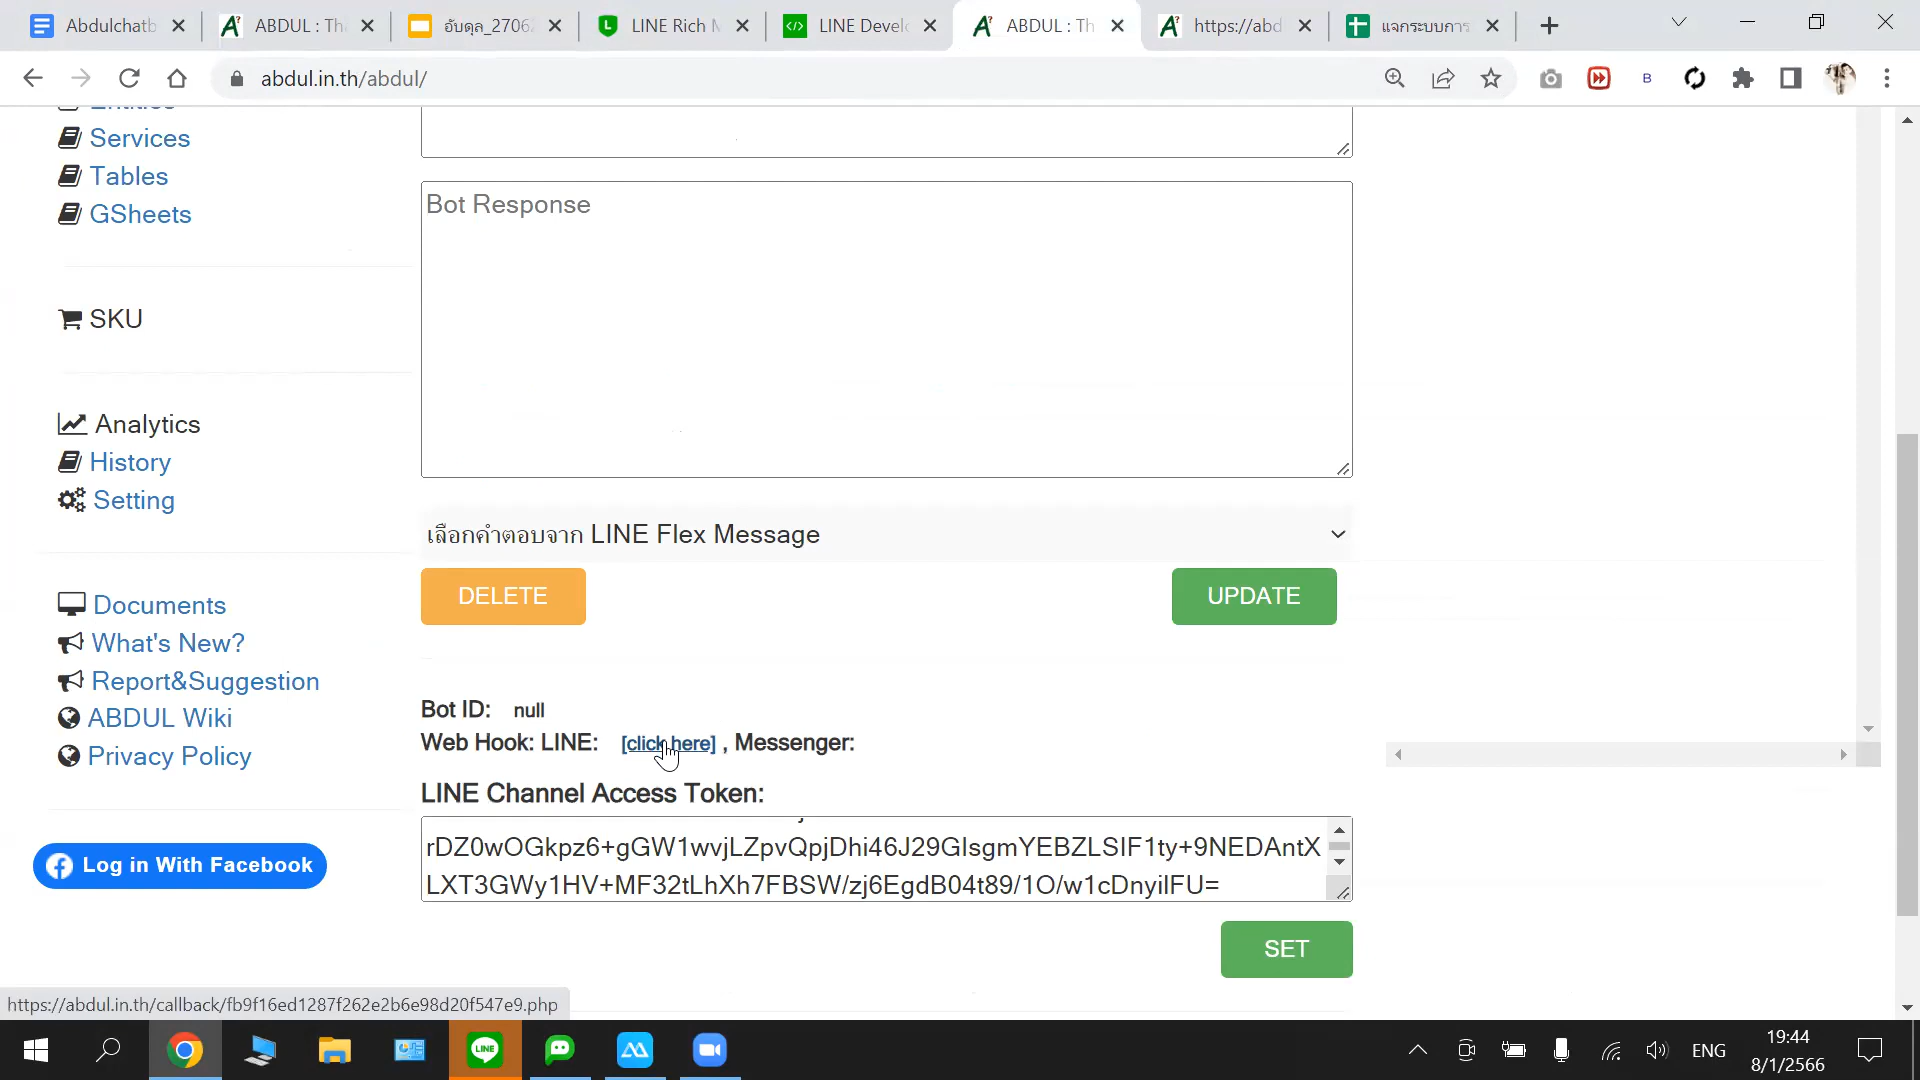 Abdulchatb
ABDUL : Th
อับดุล_2706
LINE Rich M
LINE Develo
ABDUL : Th
https://abd
แจกระบบการ
abdul.in.th/abdul/
Entities
Services
Tables
GSheets
SKU
Analytics
History
Setting
Documents
What's New?
Report&Suggestion
ABDUL Wiki
Privacy Policy
Log in With Facebook
Bot Response
เลือกคำตอบจาก LINE Flex Message
DELETE
UPDATE
Bot ID: null
Web Hook: LINE: [click here] , Messenger:
LINE Channel Access Token:
rDZ0wOGkpz6+gGW1wvjLZpvQpjDhi46J29GIsgmYEBZLSIF1ty+9NEDAntX
LXT3GWy1HV+MF32tLhXh7FBSW/zj6EgdB04t89/1O/w1cDnyilFU=
SET
https://abdul.in.th/callback/fb9f16ed1287f262e2b6e98d20f547e9.php
LINE
ENG
19:44
8/1/2566